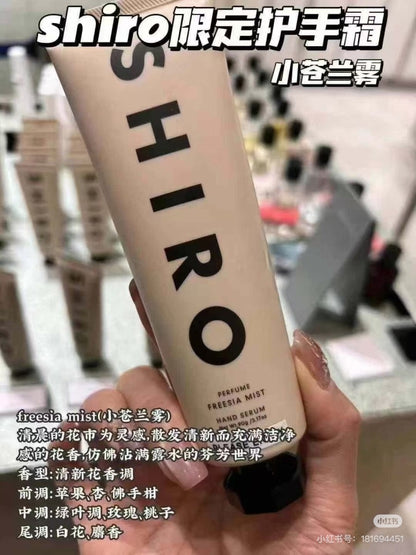 shiro限定护手霜
小苍兰雾
SHIRO
PERFUME
FREESIA MIST
HAND SERUM
freesia mist(小苍兰雾)
清晨的花市为灵感,散发清新而充满洁净
感的花香,仿佛沾满露水的芬芳世界
香型:清新花香调
前调:苹果、杏、佛手柑
中调:绿叶调,玫瑰,桃子
尾调:白花,麝香
小红书
小红书号: 181694451